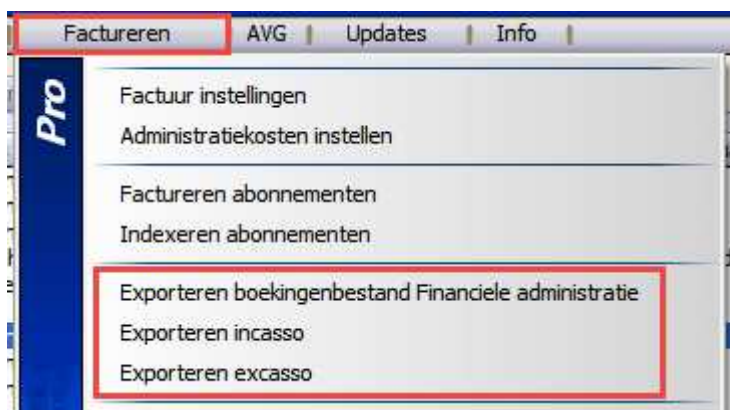 Factureren AVG Updates Info
Pro
Factuur instellingen
Administratiekosten instellen
Factureren abonnementen
Indexeren abonnementen
Exporteren boekingenbestand Financiele administratie
Exporteren incasso
Exporteren excasso